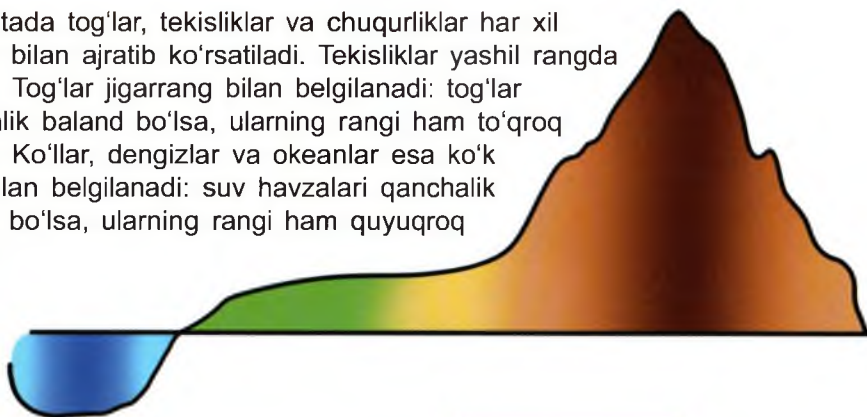 tada tog‘lar, tekisliklar va chuqurliklar har xil
bilan ajratib ko‘rsatiladi. Tekisliklar yashil rangda
Tog‘lar jigarrang bilan belgilanadi: tog‘lar
lik baland bo‘lsa, ularning rangi ham to‘qroq
Ko‘llar, dengizlar va okeanlar esa ko‘k
lan belgilanadi: suv havzalari qanchalik
bo‘lsa, ularning rangi ham quyuqroq